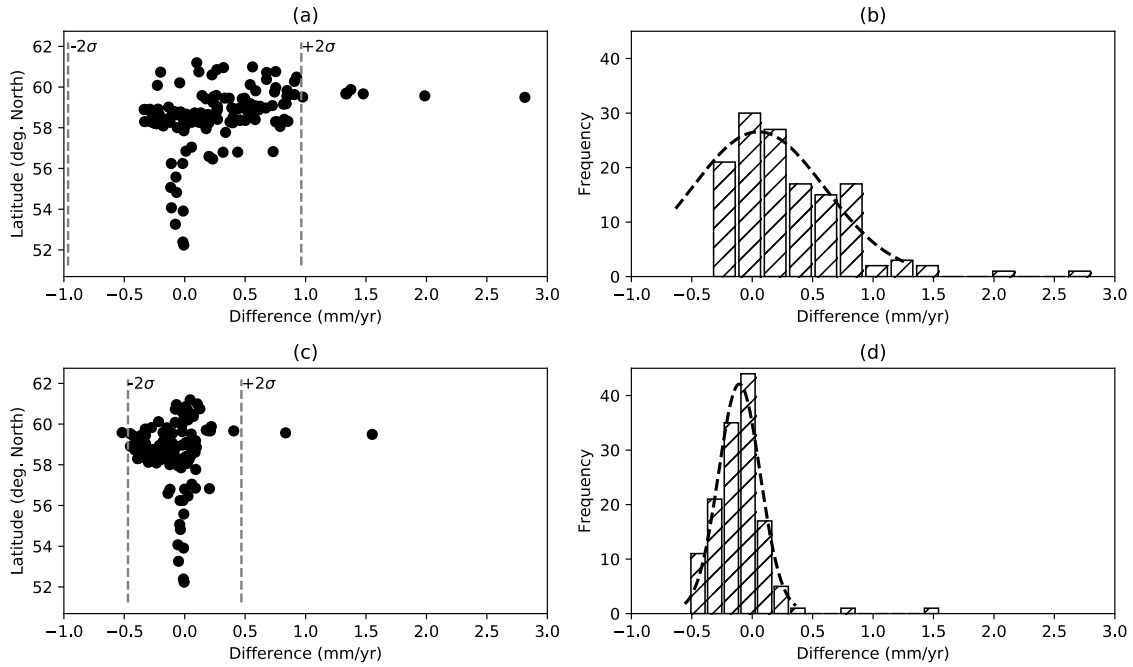 (a)
-2σ
+2σ
62
60
58
56
54
52
Latitude (deg. North)
−1.0 −0.5 0.0 0.5 1.0 1.5 2.0 2.5 3.0
Difference (mm/yr)
(b)
40
30
20
10
0
Frequency
−1.0 −0.5 0.0 0.5 1.0 1.5 2.0 2.5 3.0
Difference (mm/yr)
(c)
-2σ
+2σ
62
60
58
56
54
52
Latitude (deg. North)
−1.0 −0.5 0.0 0.5 1.0 1.5 2.0 2.5 3.0
Difference (mm/yr)
(d)
40
30
20
10
0
Frequency
−1.0 −0.5 0.0 0.5 1.0 1.5 2.0 2.5 3.0
Difference (mm/yr)